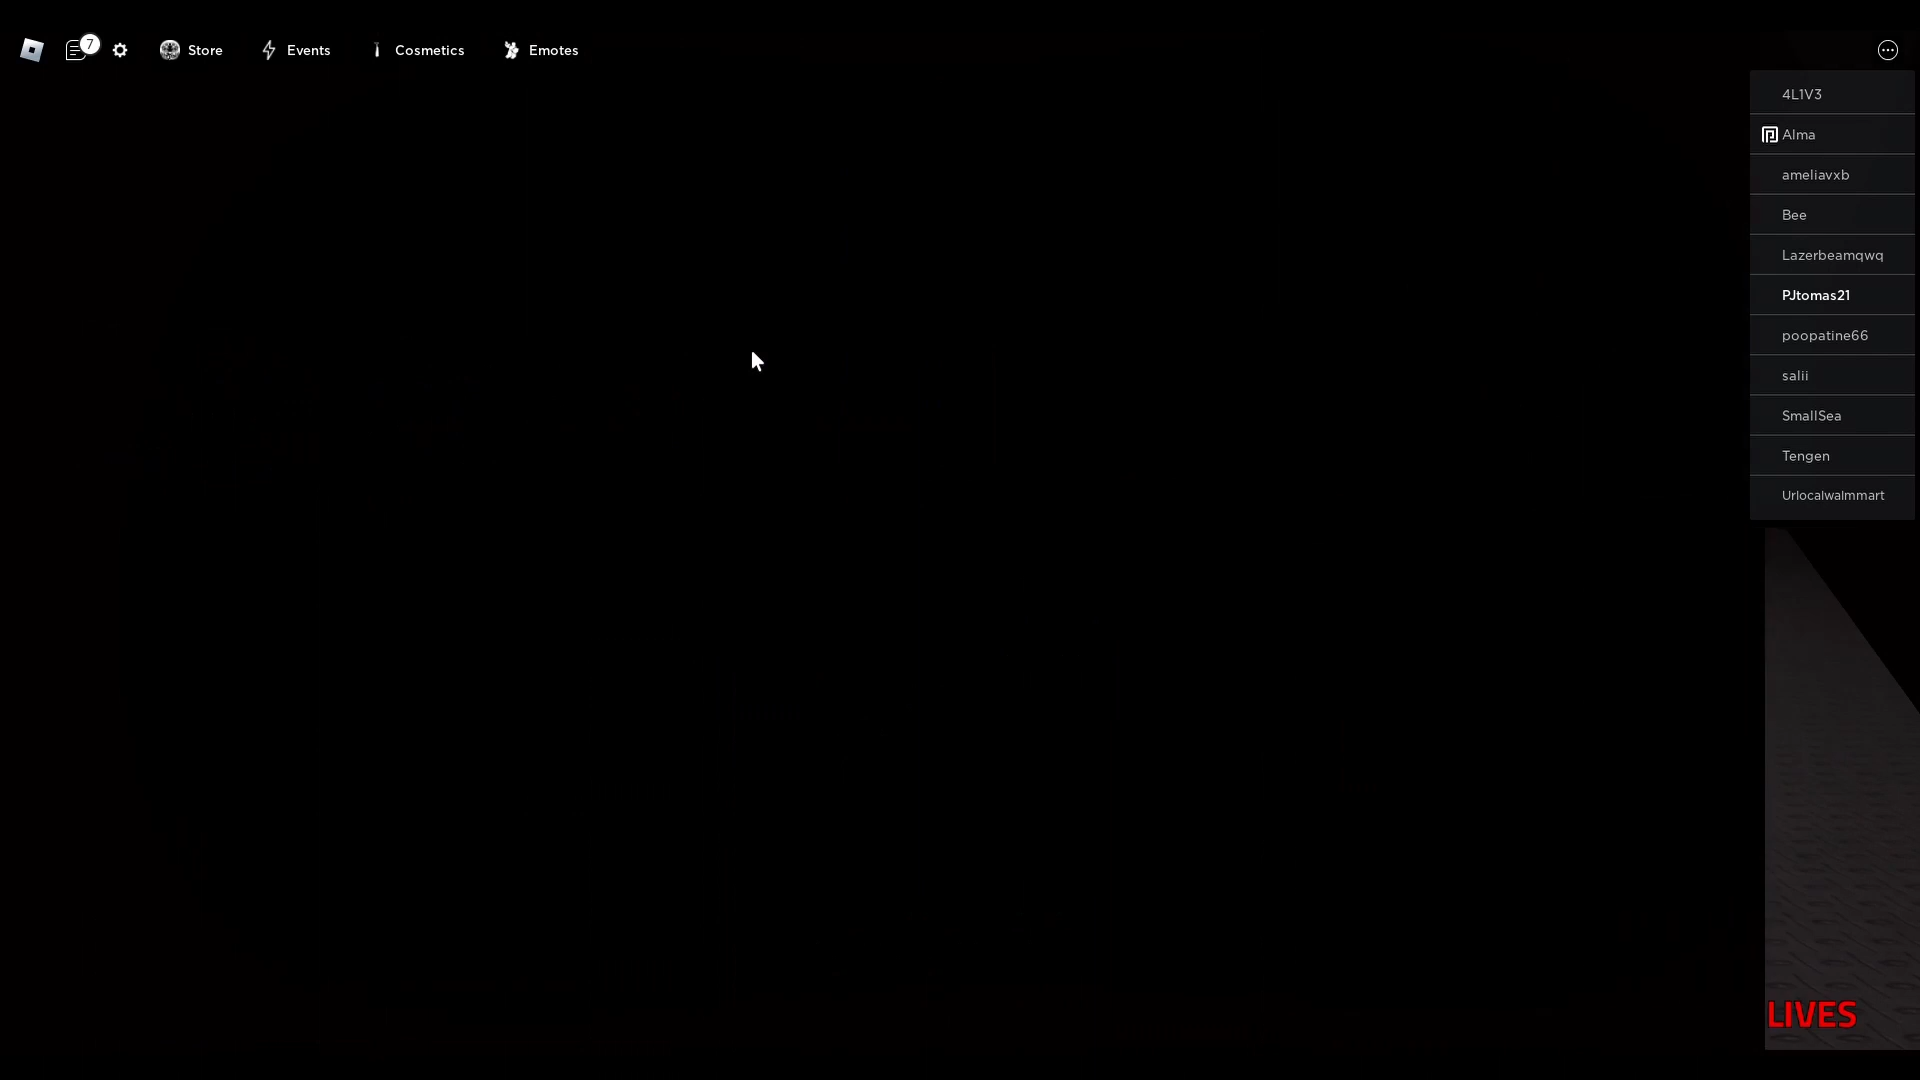 7
Store
Events
Cosmetics
Emotes
4L1V3
Alma
ameliavxb
Bee
Lazerbeamqwq
PJtomas21
poopatine66
salii
SmallSea
Tengen
Urlocalwalmmart
LIVES